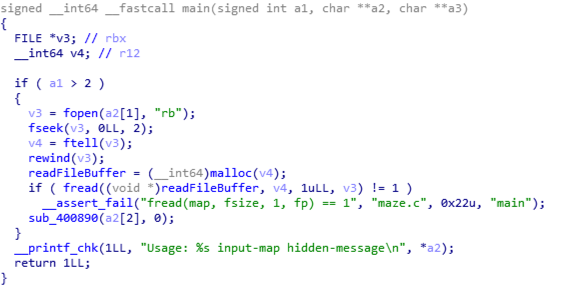 signed __int64 __fastcall main(signed int a1, char **a2, char **a3)
{
  FILE *v3; // rbx
  __int64 v4; // r12

  if ( a1 > 2 )
  {
    v3 = fopen(a2[1], "rb");
    fseek(v3, 0LL, 2);
    v4 = ftell(v3);
    rewind(v3);
    readFileBuffer = (__int64)malloc(v4);
    if ( fread((void *)readFileBuffer, v4, 1uLL, v3) != 1 )
      __assert_fail("fread(map, fsize, 1, fp) == 1", "maze.c", 0x22u, "main");
    sub_400890(a2[2], 0);
  }
  __printf_chk(1LL, "Usage: %s input-map hidden-message\n", *a2);
  return 1LL;
}